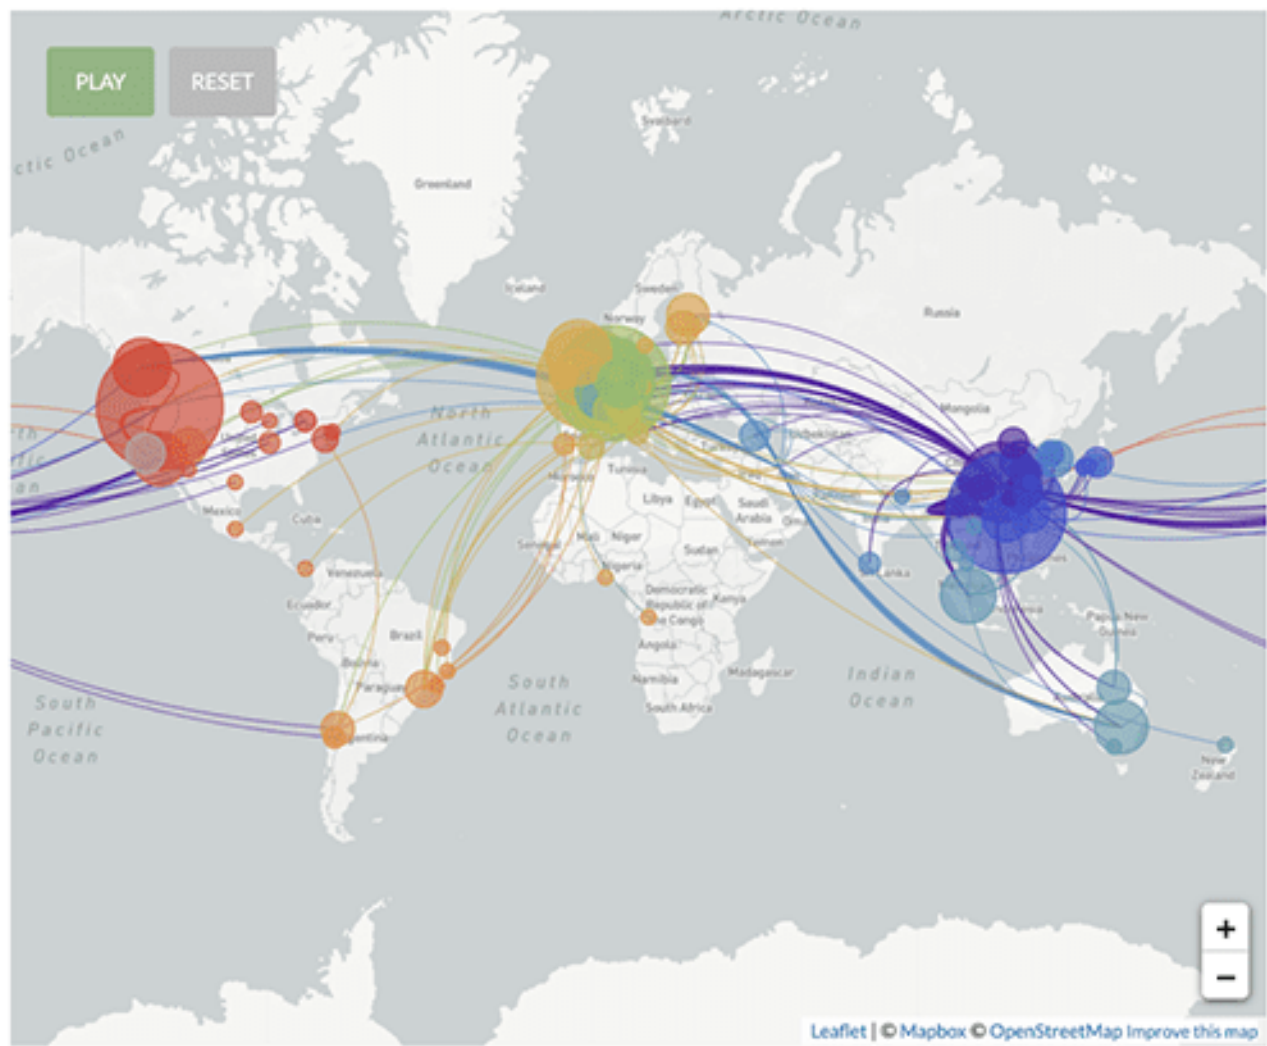 Arctic Ocean
PLAY
RESET
ctic Ocean
Svalbard
Greenland
Iceland
Sweden
Norway
Russia
North
Atlantic
Ocean
Mongolia
Uzbekistan
Tunisia
Morocco
Libya
Egypt
Saudi
Arabia
Mexico
Cuba
Mali
Niger
Sudan
Yemen
Nigeria
Venezuela
Ecuador
Democratic
Republic of
the Congo
Kenya
Papua New
Guinea
Peru
Brazil
Angola
Bolivia
Namibia
Madagascar
Indian
Ocean
South
Atlantic
Ocean
South Africa
South
Pacific
Ocean
New
Zealand
+
−
Leaflet | © Mapbox © OpenStreetMap Improve this map